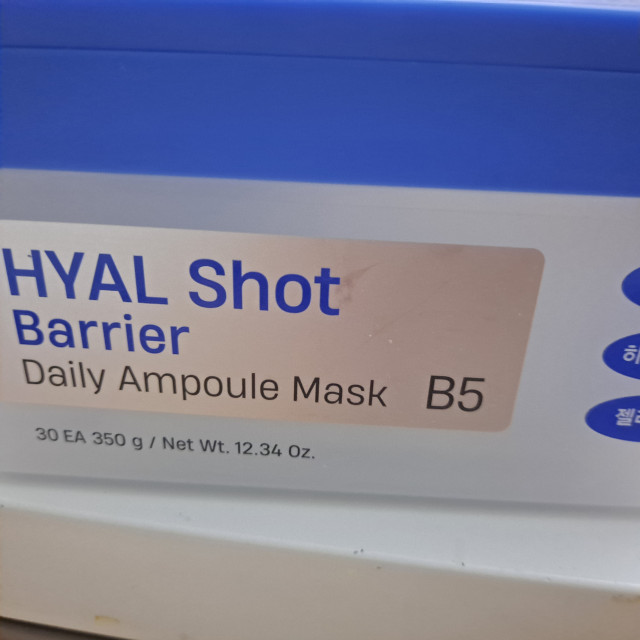 HYAL Shot
Barrier
Daily Ampoule Mask B5
30 EA 350 g / Net Wt. 12.34 Oz.